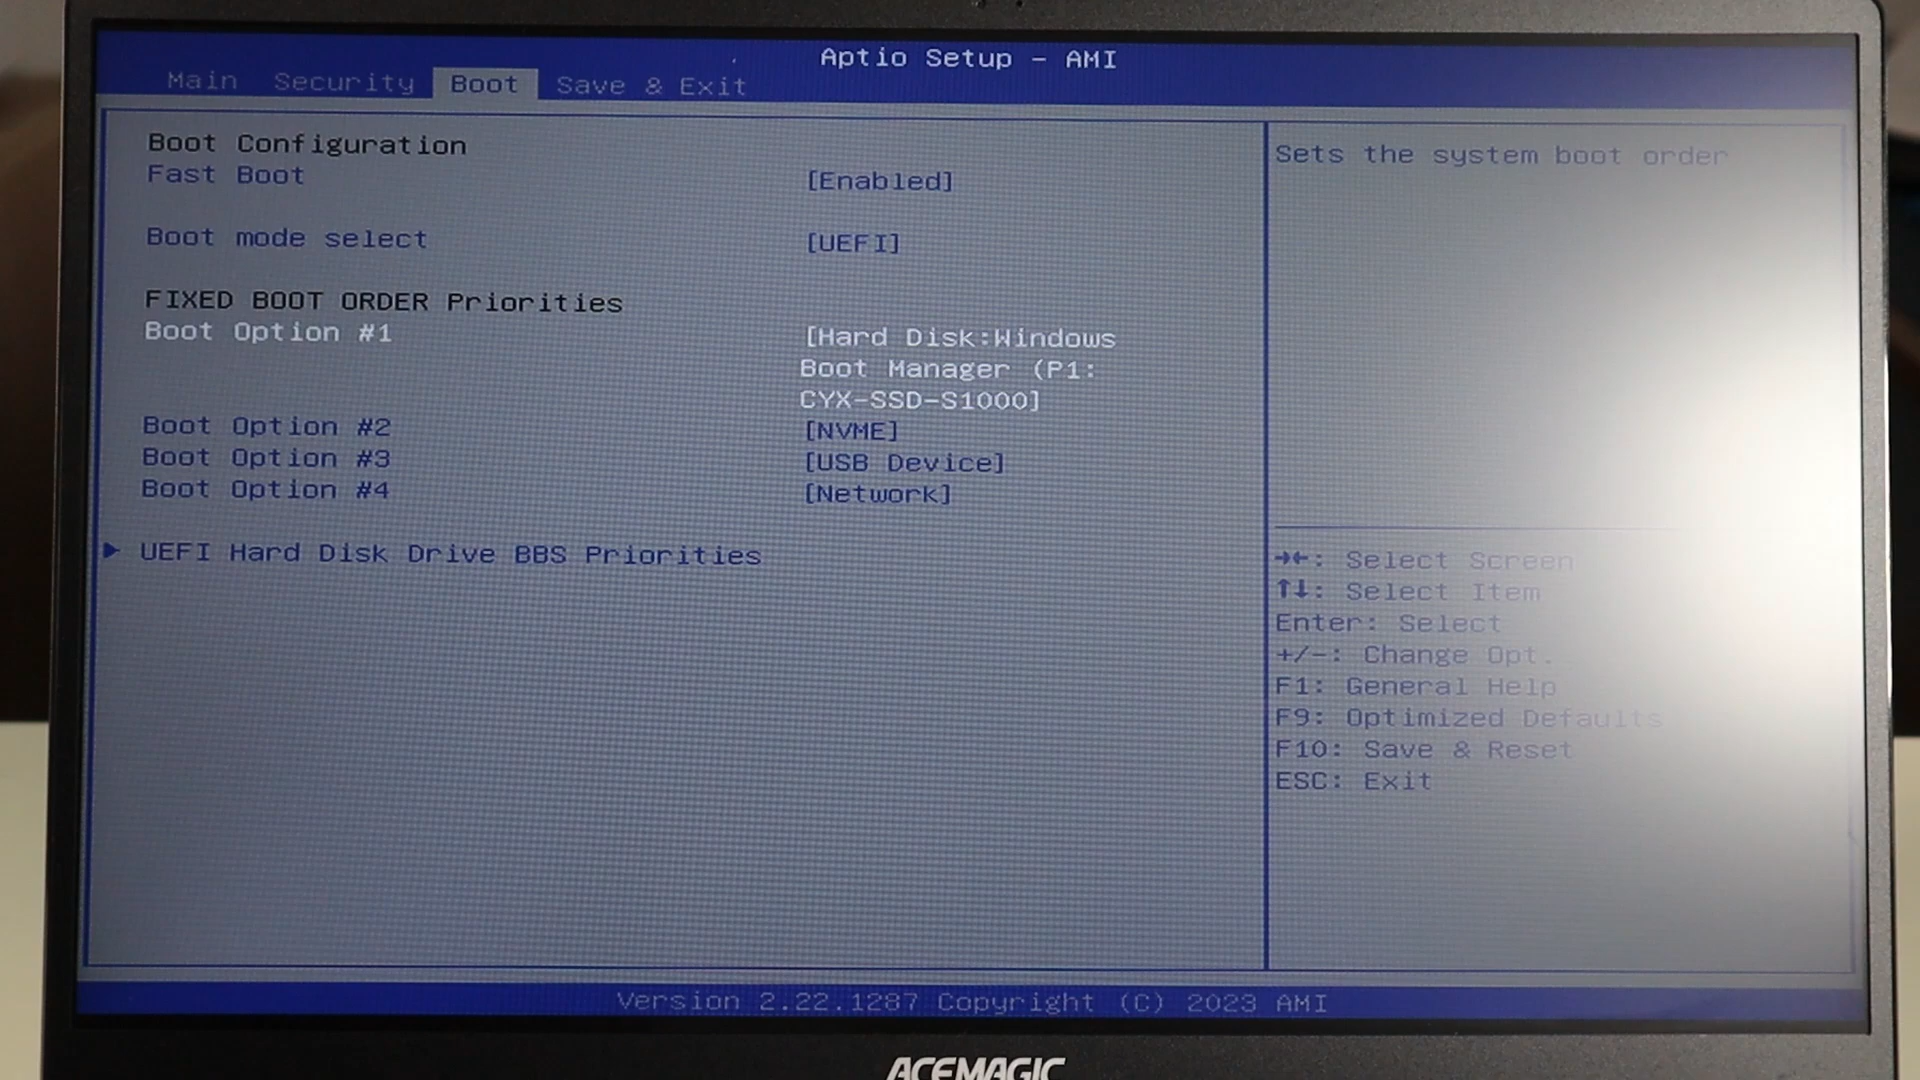 Aptio Setup - AMI
Main Security Boot Save & Exit
Boot Configuration
Fast Boot [Enabled]
Boot mode select [UEFI]
FIXED BOOT ORDER Priorities
Boot Option #1 [Hard Disk:Windows
Boot Manager (P1:
CYX-SSD-S1000]
Boot Option #2 [NVME]
Boot Option #3 [USB Device]
Boot Option #4 [Network]
UEFI Hard Disk Drive BBS Priorities
Sets the system boot order
→←: Select Screen
↑↓: Select Item
Enter: Select
+/-: Change Opt.
F1: General Help
F9: Optimized Defaults
F10: Save & Reset
ESC: Exit
Version 2.22.1287 Copyright (C) 2023 AMI
ACEMAGIC